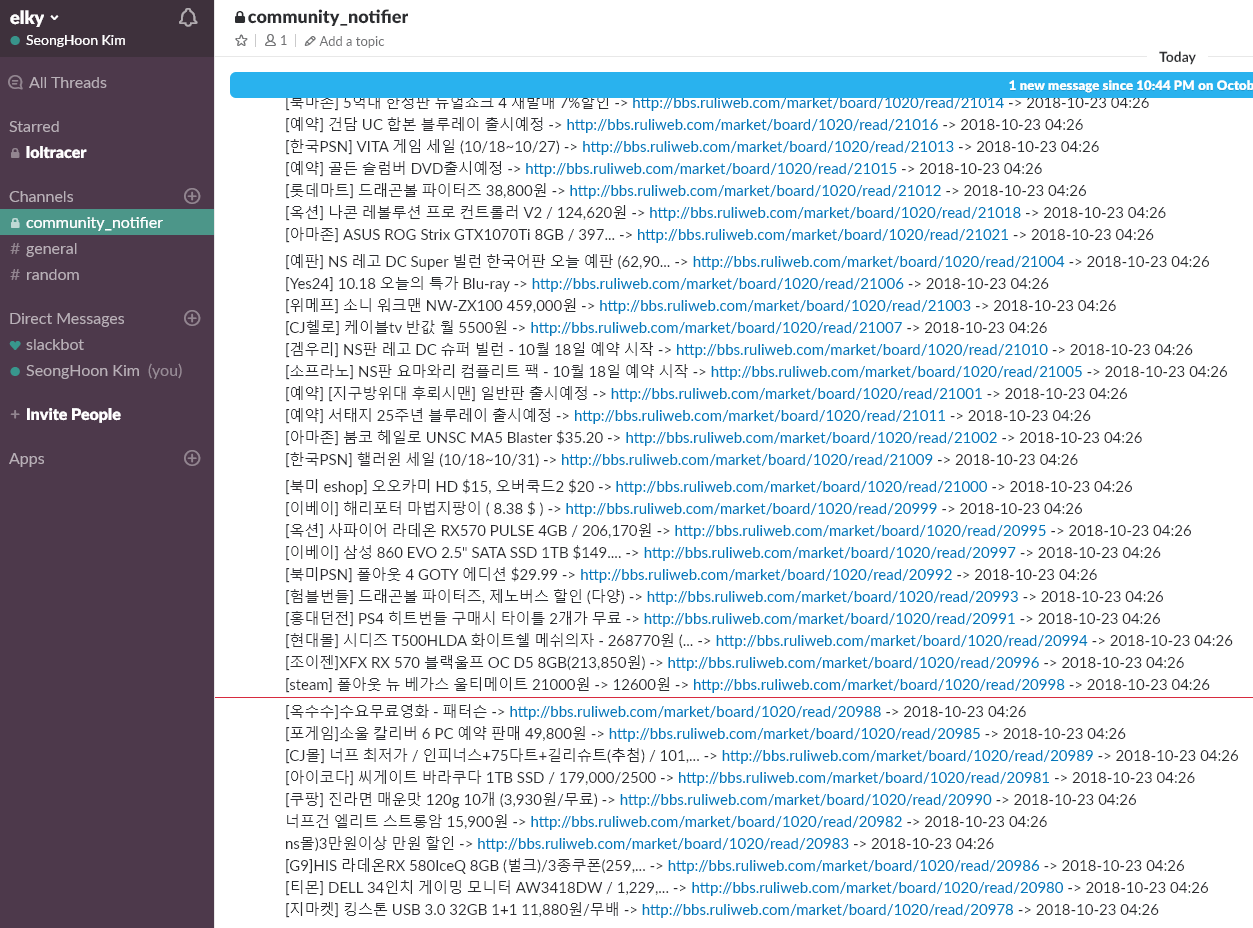 elky
SeongHoon Kim
All Threads
Starred
loltracer
Channels
community_notifier
# general
# random
Direct Messages
slackbot
SeongHoon Kim (you)
+ Invite People
Apps
community_notifier
1
Add a topic
Today
1 new message since 10:44 PM on Octob
[북마존] 5억대 한정판 듀얼쇼크 4 재발매 7%할인 -> http://bbs.ruliweb.com/market/board/1020/read/21014 -> 2018-10-23 04:26
[예약] 건담 UC 합본 블루레이 출시예정 -> http://bbs.ruliweb.com/market/board/1020/read/21016 -> 2018-10-23 04:26
[한국PSN] VITA 게임 세일 (10/18~10/27) -> http://bbs.ruliweb.com/market/board/1020/read/21013 -> 2018-10-23 04:26
[예약] 골든 슬럼버 DVD출시예정 -> http://bbs.ruliweb.com/market/board/1020/read/21015 -> 2018-10-23 04:26
[롯데마트] 드래곤볼 파이터즈 38,800원 -> http://bbs.ruliweb.com/market/board/1020/read/21012 -> 2018-10-23 04:26
[옥션] 나콘 레볼루션 프로 컨트롤러 V2 / 124,620원 -> http://bbs.ruliweb.com/market/board/1020/read/21018 -> 2018-10-23 04:26
[아마존] ASUS ROG Strix GTX1070Ti 8GB / 397... -> http://bbs.ruliweb.com/market/board/1020/read/21021 -> 2018-10-23 04:26
[예판] NS 레고 DC Super 빌런 한국어판 오늘 예판 (62,90... -> http://bbs.ruliweb.com/market/board/1020/read/21004 -> 2018-10-23 04:26
[Yes24] 10.18 오늘의 특가 Blu-ray -> http://bbs.ruliweb.com/market/board/1020/read/21006 -> 2018-10-23 04:26
[위메프] 소니 워크맨 NW-ZX100 459,000원 -> http://bbs.ruliweb.com/market/board/1020/read/21003 -> 2018-10-23 04:26
[CJ헬로] 케이블tv 반값 월 5500원 -> http://bbs.ruliweb.com/market/board/1020/read/21007 -> 2018-10-23 04:26
[겜우리] NS판 레고 DC 슈퍼 빌런 - 10월 18일 예약 시작 -> http://bbs.ruliweb.com/market/board/1020/read/21010 -> 2018-10-23 04:26
[소프라노] NS판 요마와리 컴플리트 팩 - 10월 18일 예약 시작 -> http://bbs.ruliweb.com/market/board/1020/read/21005 -> 2018-10-23 04:26
[예약] [지구방위대 후뢰시맨] 일반판 출시예정 -> http://bbs.ruliweb.com/market/board/1020/read/21001 -> 2018-10-23 04:26
[예약] 서태지 25주년 블루레이 출시예정 -> http://bbs.ruliweb.com/market/board/1020/read/21011 -> 2018-10-23 04:26
[아마존] 붐코 헤일로 UNSC MA5 Blaster $35.20 -> http://bbs.ruliweb.com/market/board/1020/read/21002 -> 2018-10-23 04:26
[한국PSN] 핼러윈 세일 (10/18~10/31) -> http://bbs.ruliweb.com/market/board/1020/read/21009 -> 2018-10-23 04:26
[북미 eshop] 오오카미 HD $15, 오버쿡드2 $20 -> http://bbs.ruliweb.com/market/board/1020/read/21000 -> 2018-10-23 04:26
[이베이] 해리포터 마법지팡이 ( 8.38 $ ) -> http://bbs.ruliweb.com/market/board/1020/read/20999 -> 2018-10-23 04:26
[옥션] 사파이어 라데온 RX570 PULSE 4GB / 206,170원 -> http://bbs.ruliweb.com/market/board/1020/read/20995 -> 2018-10-23 04:26
[이베이] 삼성 860 EVO 2.5" SATA SSD 1TB $149.... -> http://bbs.ruliweb.com/market/board/1020/read/20997 -> 2018-10-23 04:26
[북미PSN] 폴아웃 4 GOTY 에디션 $29.99 -> http://bbs.ruliweb.com/market/board/1020/read/20992 -> 2018-10-23 04:26
[험블번들] 드래곤볼 파이터즈, 제노버스 할인 (다양) -> http://bbs.ruliweb.com/market/board/1020/read/20993 -> 2018-10-23 04:26
[홍대던전] PS4 히트번들 구매시 타이틀 2개가 무료 -> http://bbs.ruliweb.com/market/board/1020/read/20991 -> 2018-10-23 04:26
[현대몰] 시디즈 T500HLDA 화이트쉘 메쉬의자 - 268770원 (... -> http://bbs.ruliweb.com/market/board/1020/read/20994 -> 2018-10-23 04:26
[조이젠]XFX RX 570 블랙울프 OC D5 8GB(213,850원) -> http://bbs.ruliweb.com/market/board/1020/read/20996 -> 2018-10-23 04:26
[steam] 폴아웃 뉴 베가스 울티메이트 21000원 -> 12600원 -> http://bbs.ruliweb.com/market/board/1020/read/20998 -> 2018-10-23 04:26
[옥수수]수요무료영화 - 패터슨 -> http://bbs.ruliweb.com/market/board/1020/read/20988 -> 2018-10-23 04:26
[포게임]소울 칼리버 6 PC 예약 판매 49,800원 -> http://bbs.ruliweb.com/market/board/1020/read/20985 -> 2018-10-23 04:26
[CJ몰] 너프 최저가 / 인피너스+75다트+길리슈트(추첨) / 101,... -> http://bbs.ruliweb.com/market/board/1020/read/20989 -> 2018-10-23 04:26
[아이코다] 씨게이트 바라쿠다 1TB SSD / 179,000/2500 -> http://bbs.ruliweb.com/market/board/1020/read/20981 -> 2018-10-23 04:26
[쿠팡] 진라면 매운맛 120g 10개 (3,930원/무료) -> http://bbs.ruliweb.com/market/board/1020/read/20990 -> 2018-10-23 04:26
너프건 엘리트 스트롱암 15,900원 -> http://bbs.ruliweb.com/market/board/1020/read/20982 -> 2018-10-23 04:26
ns몰)3만원이상 만원 할인 -> http://bbs.ruliweb.com/market/board/1020/read/20983 -> 2018-10-23 04:26
[G9]HIS 라데온RX 580IceQ 8GB (벌크)/3종쿠폰(259,... -> http://bbs.ruliweb.com/market/board/1020/read/20986 -> 2018-10-23 04:26
[티몬] DELL 34인치 게이밍 모니터 AW3418DW / 1,229,... -> http://bbs.ruliweb.com/market/board/1020/read/20980 -> 2018-10-23 04:26
[지마켓] 킹스톤 USB 3.0 32GB 1+1 11,880원/무배 -> http://bbs.ruliweb.com/market/board/1020/read/20978 -> 2018-10-23 04:26